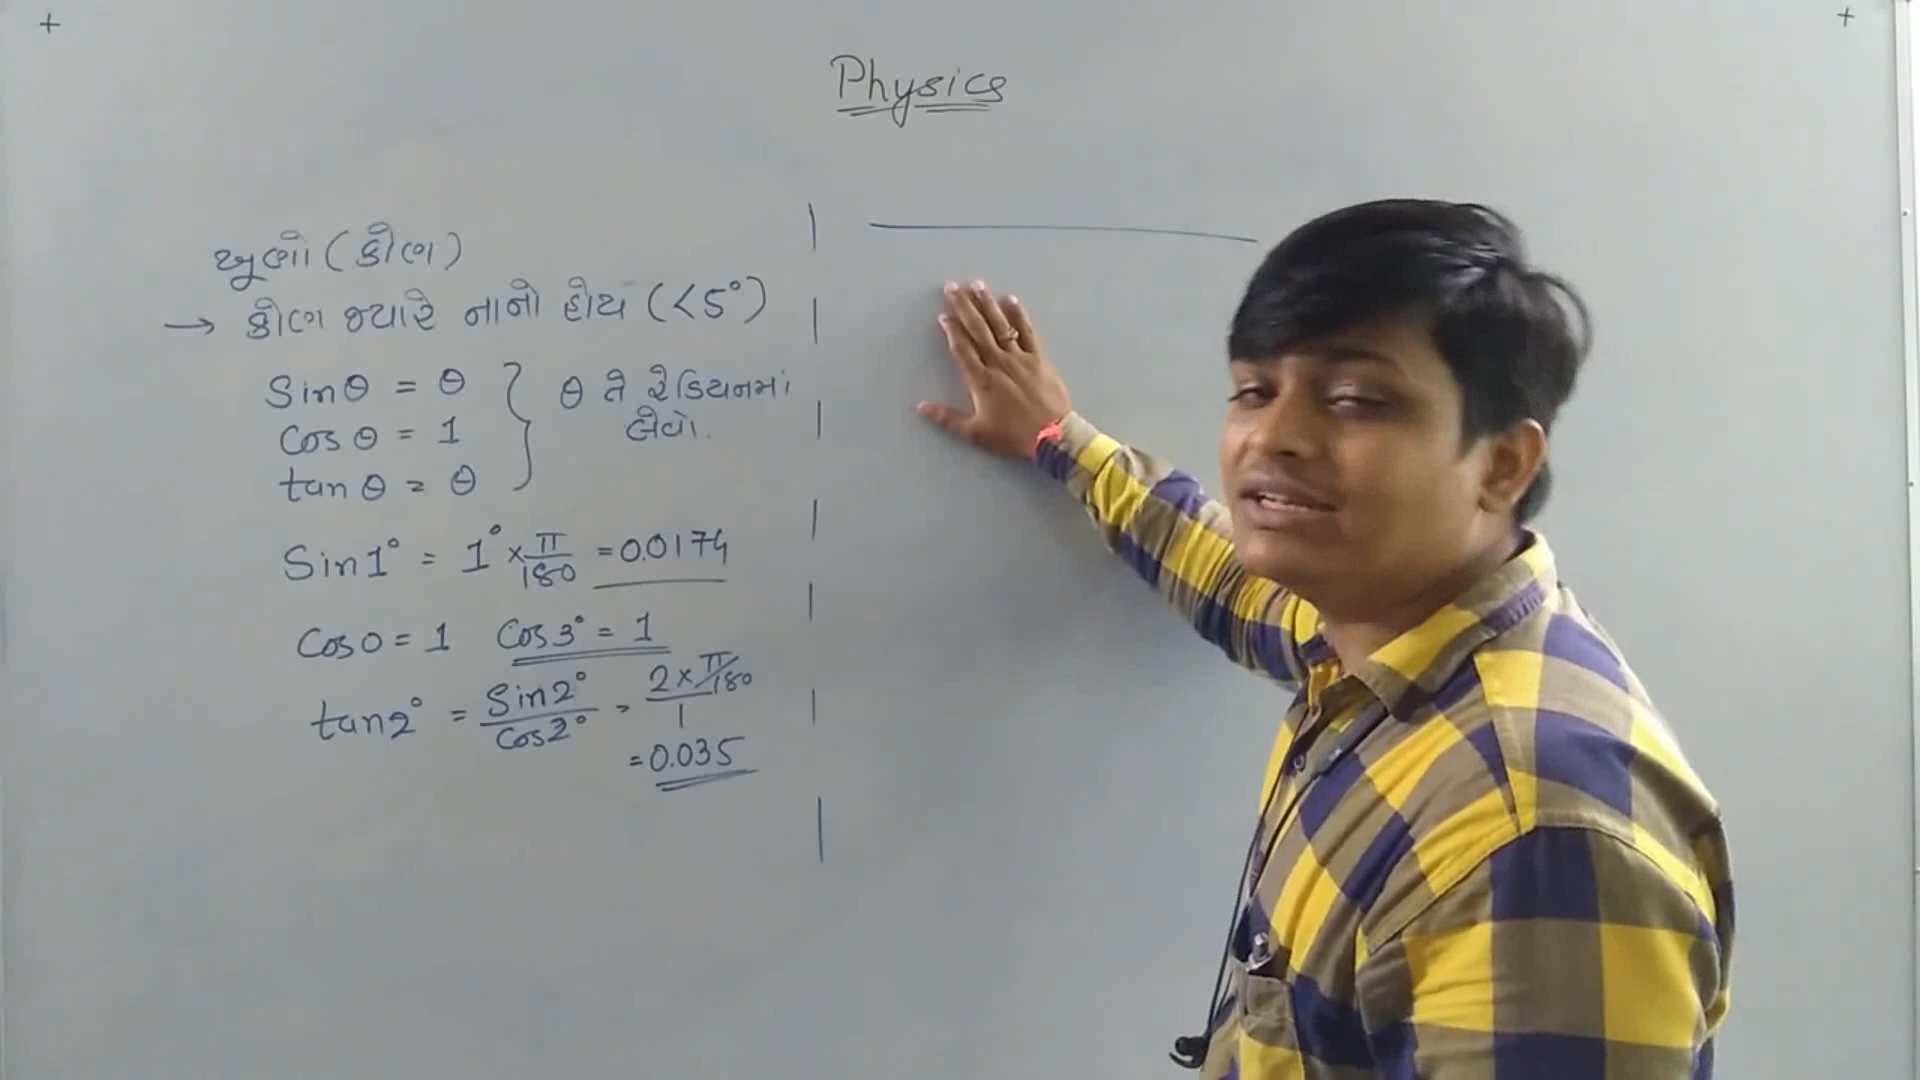 Physics
ખૂણો (કોણ)
→ કોણ જ્યારે નાનો હોય (<5°)
Sinθ = θ
Cosθ = 1
tanθ = θ
θ તે રેડિયનમાં
લેવો.
Sin1° = 1° × π/180 = 0.0174
Cos0 = 1 Cos3° = 1
tan2° = Sin2°/Cos2° = 2×π/180/1
= 0.035